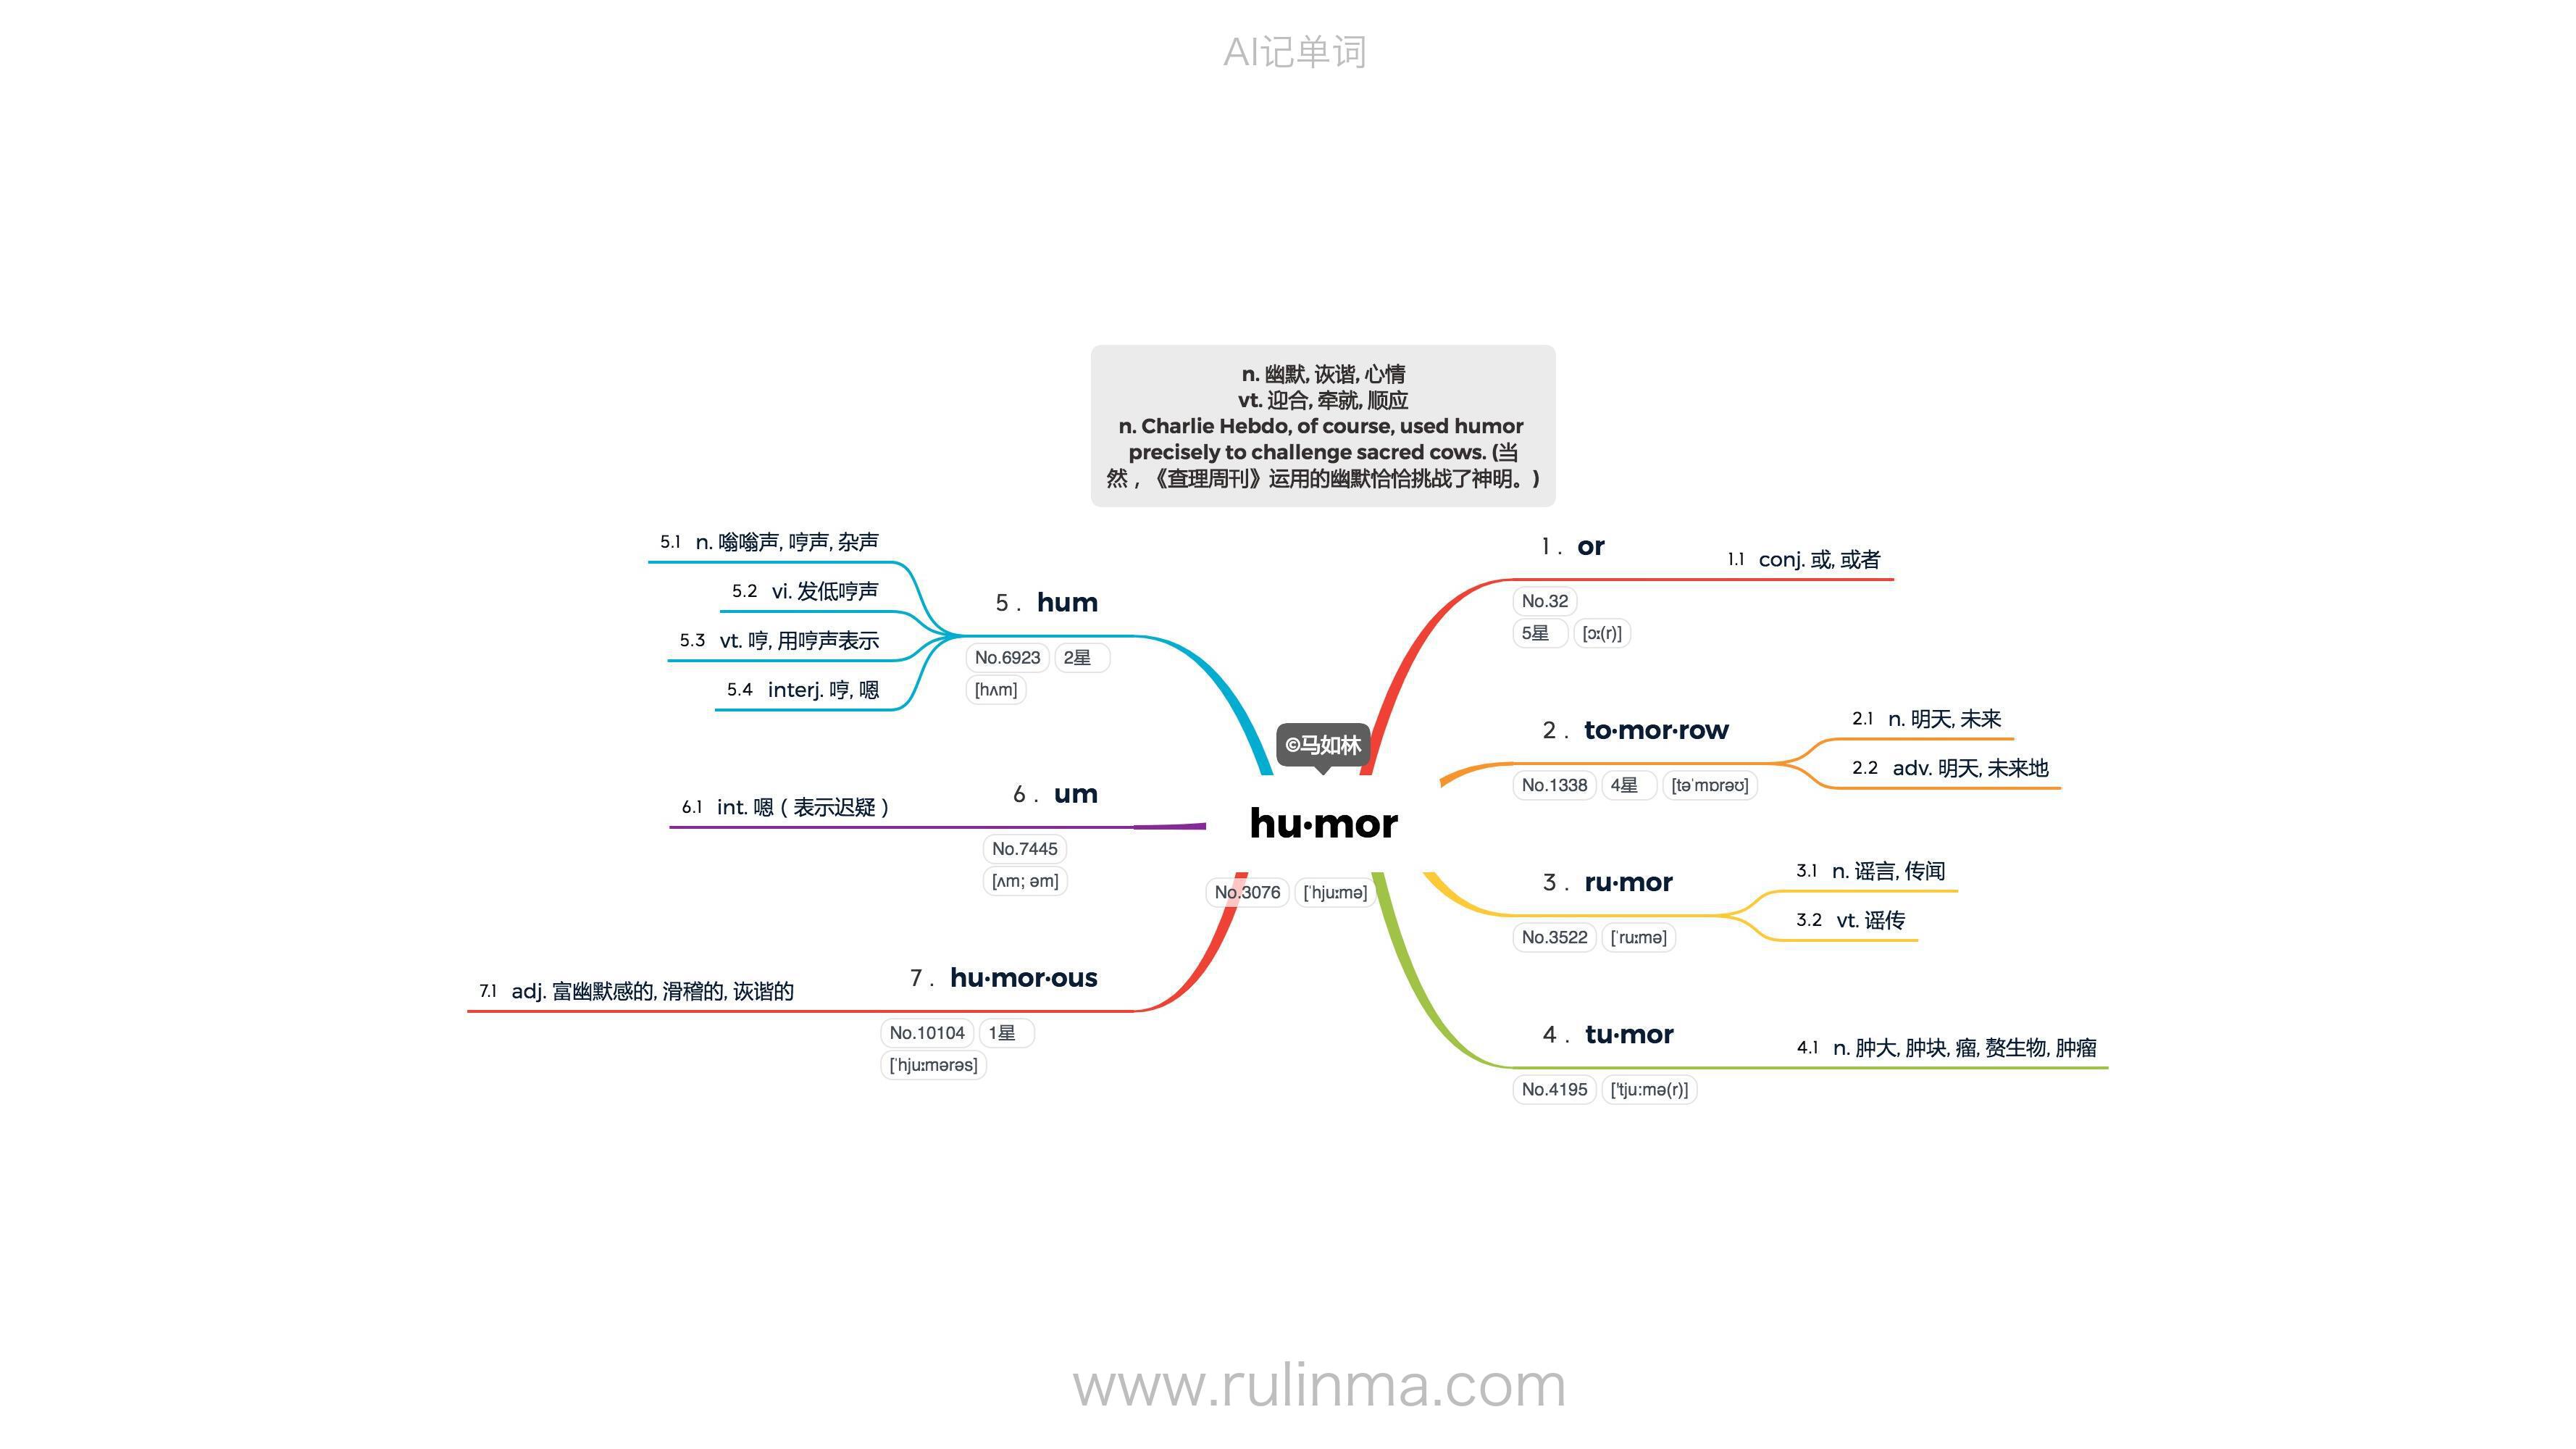 AI记单词
n. 幽默, 诙谐, 心情
vt. 迎合, 牵就, 顺应
n. Charlie Hebdo, of course, used humor
precisely to challenge sacred cows. (当
然，《查理周刊》运用的幽默恰恰挑战了神明。)
©马如林
hu·mor
No.3076 [ˈhjuːmə]
1 . or
No.32
5星 [ɔː(r)]
1.1 conj. 或, 或者
2 . to·mor·row
No.1338 4星 [təˈmɒrəʊ]
2.1 n. 明天, 未来
2.2 adv. 明天, 未来地
3 . ru·mor
No.3522 [ˈruːmə]
3.1 n. 谣言, 传闻
3.2 vt. 谣传
4 . tu·mor
No.4195 ['tju:mə(r)]
4.1 n. 肿大, 肿块, 瘤, 赘生物, 肿瘤
5 . hum
No.6923 2星
[hʌm]
5.1 n. 嗡嗡声, 哼声, 杂声
5.2 vi. 发低哼声
5.3 vt. 哼, 用哼声表示
5.4 interj. 哼, 嗯
6 . um
No.7445
[ʌm; əm]
6.1 int. 嗯（表示迟疑）
7 . hu·mor·ous
No.10104 1星
[ˈhjuːmərəs]
7.1 adj. 富幽默感的, 滑稽的, 诙谐的
www.rulinma.com